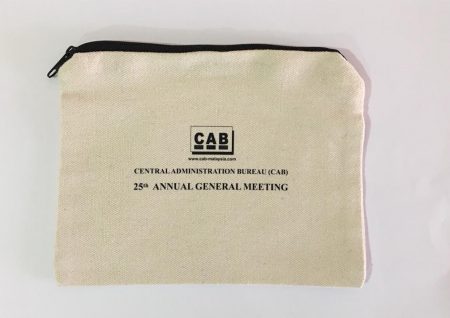 CAB
www.cab-malaysia.com
CENTRAL ADMINISTRATION BUREAU (CAB)
25th ANNUAL GENERAL MEETING